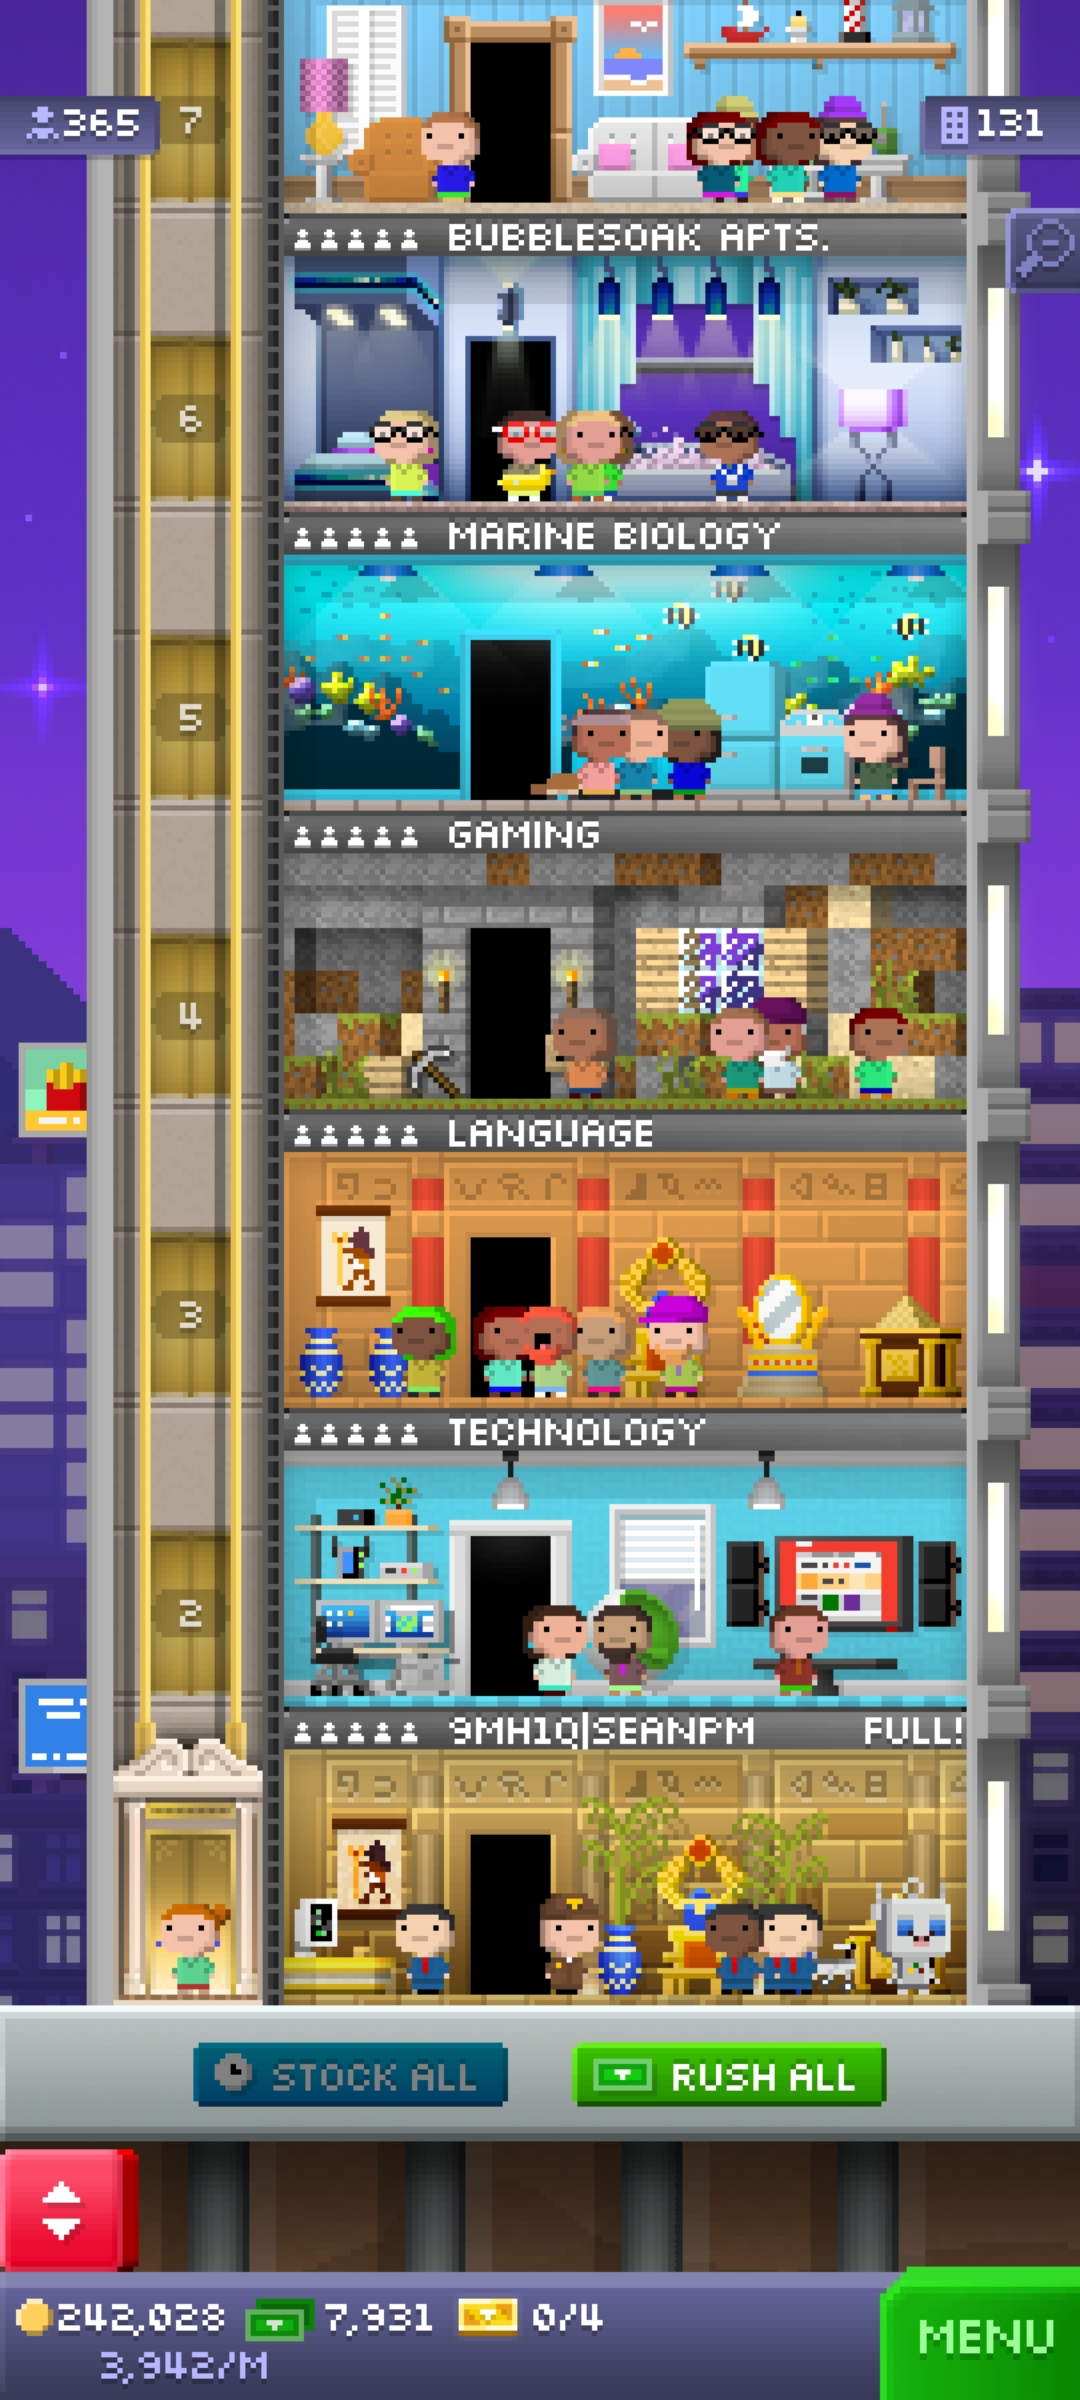 365
7
131
BUBBLESOAK APTS.
6
MARINE BIOLOGY
5
GAMING
4
LANGUAGE
3
TECHNOLOGY
2
9MH1Q|SEANPM FULL!
STOCK ALL
RUSH ALL
242,028 7,931 0/4
3,942/M
MENU